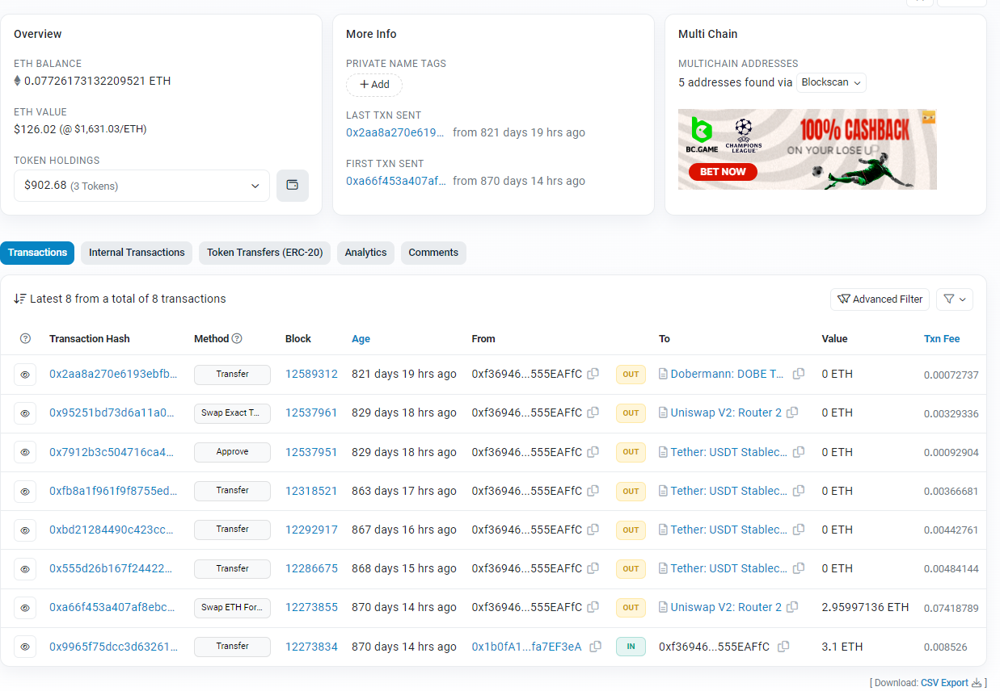 Overview
ETH BALANCE
0.07726173132209521 ETH
ETH VALUE
$126.02 (@ $1,631.03/ETH)
TOKEN HOLDINGS
$902.68 (3 Tokens)
More Info
PRIVATE NAME TAGS
+ Add
LAST TXN SENT
0x2aa8a270e619... from 821 days 19 hrs ago
FIRST TXN SENT
0xa66f453a407af... from 870 days 14 hrs ago
Multi Chain
MULTICHAIN ADDRESSES
5 addresses found via Blockscan
BC.GAME
CHAMPIONS
LEAGUE
100% CASHBACK
ON YOUR LOSE UP
BET NOW
Transactions Internal Transactions Token Transfers (ERC-20) Analytics Comments
Latest 8 from a total of 8 transactions
Advanced Filter
Transaction Hash Method Block Age From To Value Txn Fee
0x2aa8a270e6193ebfb... Transfer 12589312 821 days 19 hrs ago 0xf36946...555EAFfC OUT Dobermann: DOBE T... 0 ETH 0.00072737
0x95251bd73d6a11a0... Swap Exact T... 12537961 829 days 18 hrs ago 0xf36946...555EAFfC OUT Uniswap V2: Router 2 0 ETH 0.00329336
0x7912b3c504716ca4... Approve 12537951 829 days 18 hrs ago 0xf36946...555EAFfC OUT Tether: USDT Stablec... 0 ETH 0.00092904
0xfb8a1f961f9f8755ed... Transfer 12318521 863 days 17 hrs ago 0xf36946...555EAFfC OUT Tether: USDT Stablec... 0 ETH 0.00366681
0xbd21284490c423cc... Transfer 12292917 867 days 16 hrs ago 0xf36946...555EAFfC OUT Tether: USDT Stablec... 0 ETH 0.00442761
0x555d26b167f24422... Transfer 12286675 868 days 15 hrs ago 0xf36946...555EAFfC OUT Tether: USDT Stablec... 0 ETH 0.00484144
0xa66f453a407af8ebc... Swap ETH For... 12273855 870 days 14 hrs ago 0xf36946...555EAFfC OUT Uniswap V2: Router 2 2.95997136 ETH 0.07418789
0x9965f75dcc3d63261... Transfer 12273834 870 days 14 hrs ago 0x1b0fA1...fa7EF3eA IN 0xf36946...555EAFfC 3.1 ETH 0.008526
[ Download: CSV Export ]